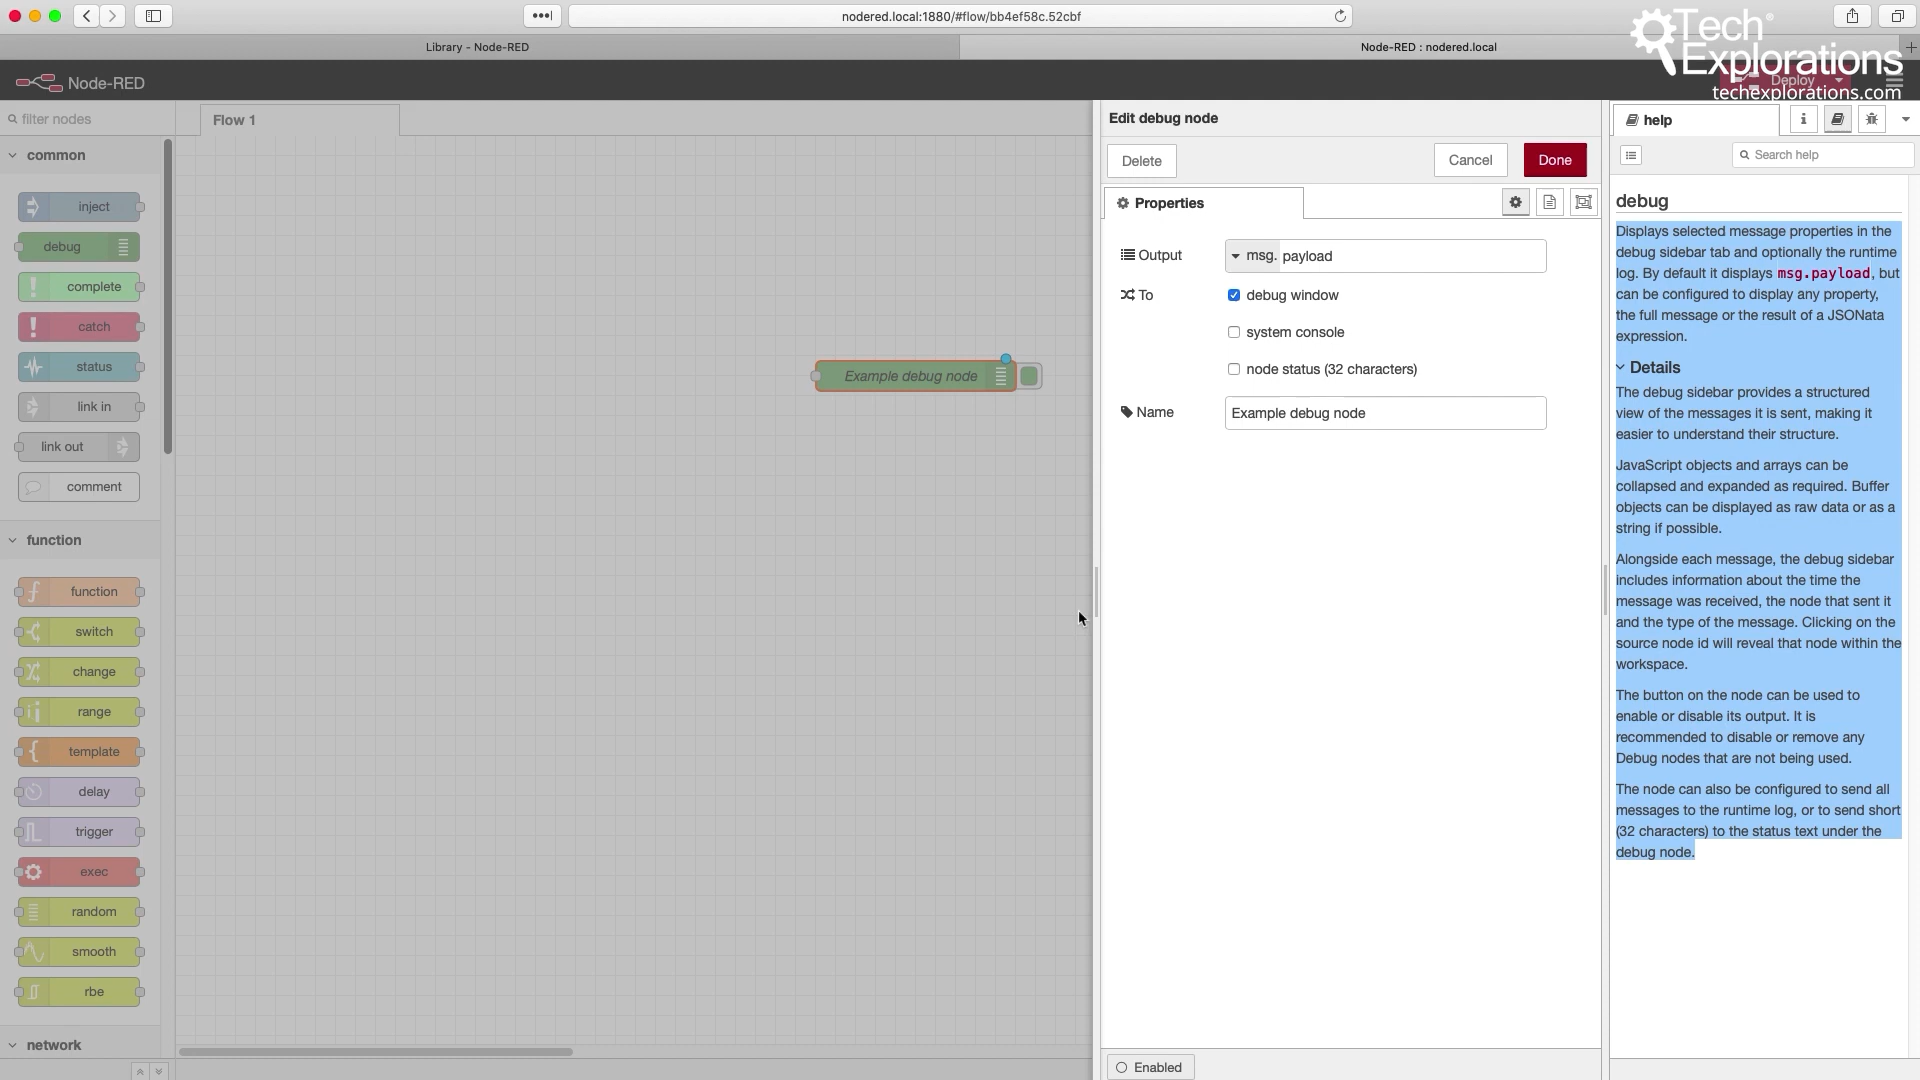 nodered.local:1880/#flow/bb4ef58c.52cbf
Library - Node-RED
Node-RED : nodered.local
Tech
Explorations
techexplorations.com
Node-RED
Deploy
filter nodes
Flow 1
common
inject
debug
complete
catch
status
link in
link out
comment
function
function
switch
change
range
template
delay
trigger
exec
random
smooth
rbe
network
Example debug node
Edit debug node
Delete
Cancel
Done
Properties
Output
msg. payload
To
debug window
system console
node status (32 characters)
Name
Example debug node
Enabled
help
Search help
debug
Displays selected message properties in the
debug sidebar tab and optionally the runtime
log. By default it displays msg.payload, but
can be configured to display any property,
the full message or the result of a JSONata
expression.
Details
The debug sidebar provides a structured
view of the messages it is sent, making it
easier to understand their structure.
JavaScript objects and arrays can be
collapsed and expanded as required. Buffer
objects can be displayed as raw data or as a
string if possible.
Alongside each message, the debug sidebar
includes information about the time the
message was received, the node that sent it
and the type of the message. Clicking on the
source node id will reveal that node within the
workspace.
The button on the node can be used to
enable or disable its output. It is
recommended to disable or remove any
Debug nodes that are not being used.
The node can also be configured to send all
messages to the runtime log, or to send short
(32 characters) to the status text under the
debug node.